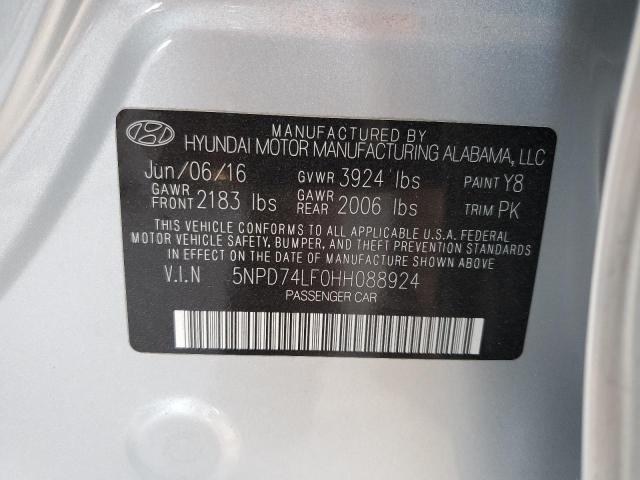 MANUFACTURED BY
HYUNDAI MOTOR MANUFACTURING ALABAMA, LLC
Jun/06/16 GVWR 3924 lbs PAINT Y8
GAWR FRONT 2183 lbs GAWR REAR 2006 lbs TRIM PK
THIS VEHICLE CONFORMS TO ALL APPLICABLE U.S.A. FEDERAL
MOTOR VEHICLE SAFETY, BUMPER, AND THEFT PREVENTION STANDARDS
IN EFFECT ON THE DATE OF MANUFACTURE SHOWN ABOVE.
V.I.N 5NPD74LF0HH088924
PASSENGER CAR